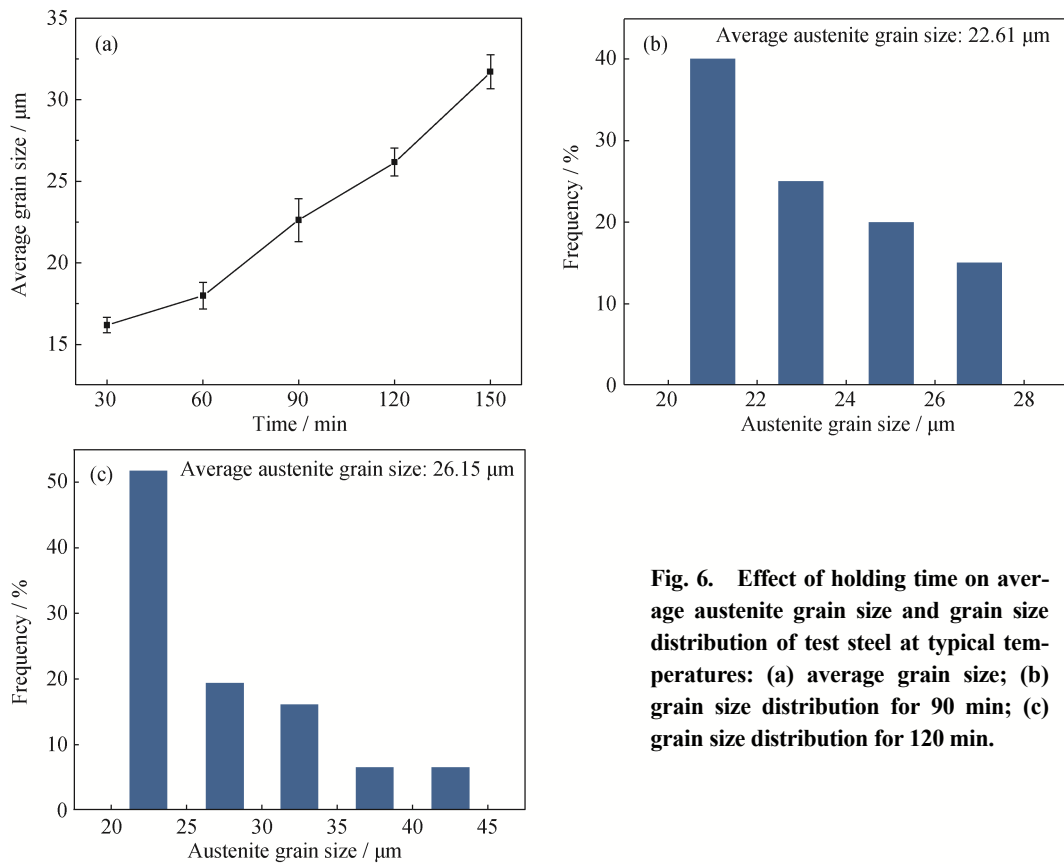 (a)
35
30
25
20
15
Average grain size / μm
30 60 90 120 150
Time / min
(b)
Average austenite grain size: 22.61 μm
40
30
20
10
0
Frequency / %
20 22 24 26 28
Austenite grain size / μm
(c)
Average austenite grain size: 26.15 μm
50
40
30
20
10
0
Frequency / %
20 25 30 35 40 45
Austenite grain size / μm
Fig. 6. Effect of holding time on aver-
age austenite grain size and grain size
distribution of test steel at typical tem-
peratures: (a) average grain size; (b)
grain size distribution for 90 min; (c)
grain size distribution for 120 min.